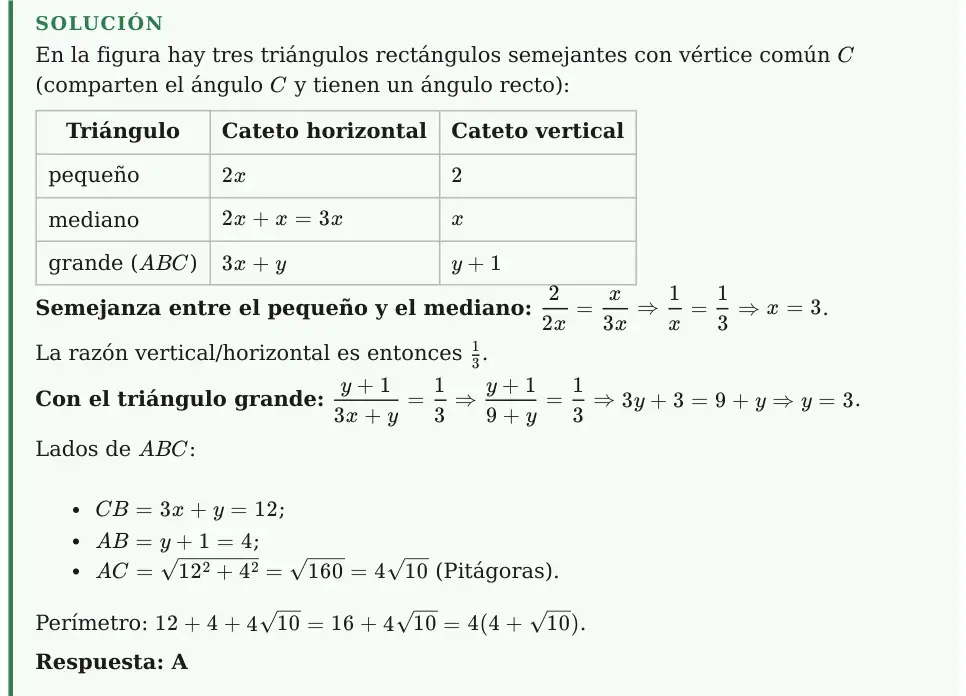 SOLUCIÓN
En la figura hay tres triángulos rectángulos semejantes con vértice común C
(comparten el ángulo C y tienen un ángulo recto):
Triángulo | Cateto horizontal | Cateto vertical
pequeño | 2x | 2
mediano | 2x + x = 3x | x
grande (ABC) | 3x + y | y + 1
Semejanza entre el pequeño y el mediano: 2/2x = x/3x ⇒ 1/x = 1/3 ⇒ x = 3.
La razón vertical/horizontal es entonces 1/3.
Con el triángulo grande: (y + 1)/(3x + y) = 1/3 ⇒ (y + 1)/(9 + y) = 1/3 ⇒ 3y + 3 = 9 + y ⇒ y = 3.
Lados de ABC:
• CB = 3x + y = 12;
• AB = y + 1 = 4;
• AC = √(12² + 4²) = √160 = 4√10 (Pitágoras).
Perímetro: 12 + 4 + 4√10 = 16 + 4√10 = 4(4 + √10).
Respuesta: A